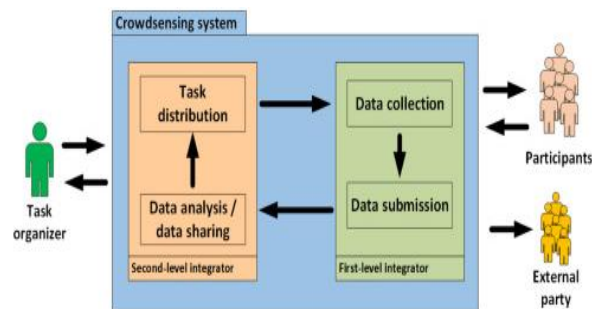 Crowdsensing system
Task
distribution
Data analysis /
data sharing
Second-level integrator
Data collection
Data submission
First-level integrator
Task
organizer
Participants
External
party